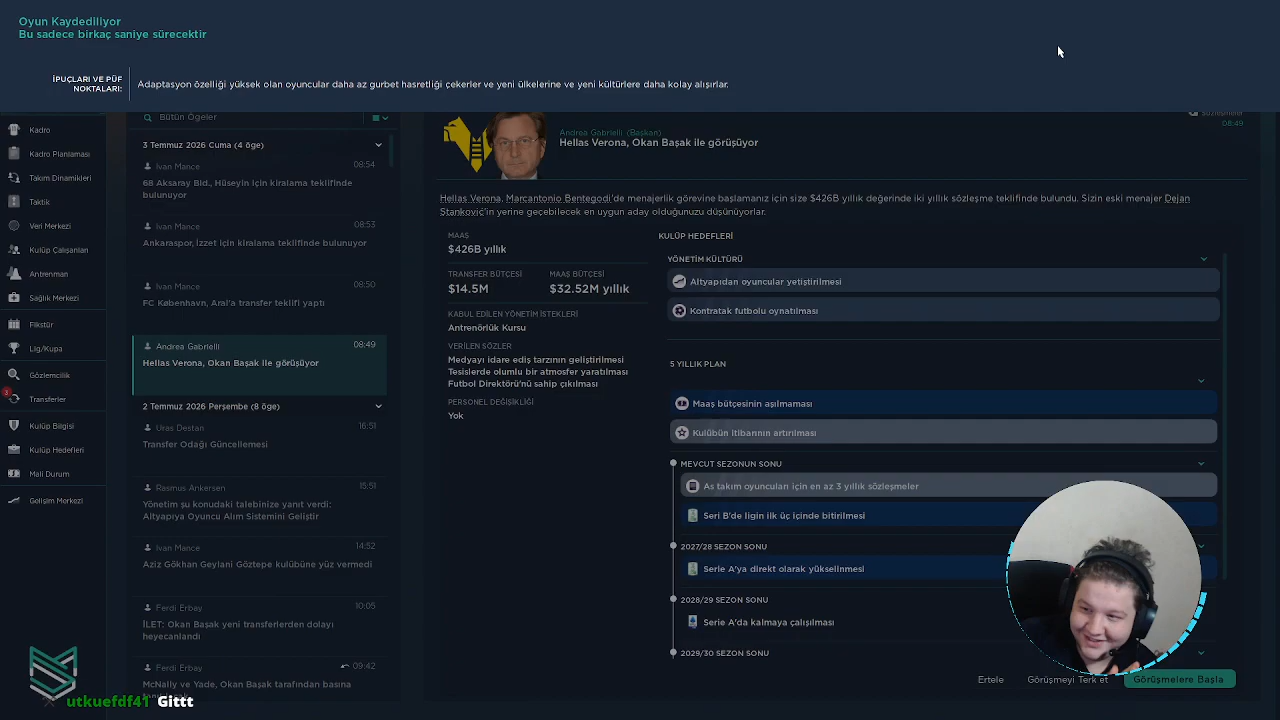 Oyun Kaydediliyor
Bu sadece birkaç saniye sürecektir
İPUÇLARI VE PÜF
NOKTALARI:
Adaptasyon özelliği yüksek olan oyuncular daha az gurbet hasretliği çekerler ve yeni ülkelerine ve yeni kültürlere daha kolay alışırlar.
Kadro
Kadro Planlaması
Takım Dinamikleri
Taktik
Veri Merkezi
Kulüp Çalışanları
Antrenman
Sağlık Merkezi
Fikstür
Lig/Kupa
Gözlemcilik
3
Transferler
Kulüp Bilgisi
Kulüp Hedefleri
Mali Durum
Gelişim Merkezi
Bütün Ögeler
3 Temmuz 2026 Cuma (4 öge)
Ivan Mance 08:54
68 Aksaray Bld., Hüseyin için kiralama teklifinde
bulunuyor
Ivan Mance 08:53
Ankaraspor, İzzet için kiralama teklifinde bulunuyor
Ivan Mance 08:50
FC København, Aral'a transfer teklifi yaptı
Andrea Gabrielli 08:49
Hellas Verona, Okan Başak ile görüşüyor
2 Temmuz 2026 Perşembe (8 öge)
Uras Destan 16:51
Transfer Odağı Güncellemesi
Rasmus Ankersen 15:51
Yönetim şu konudaki talebinize yanıt verdi:
Altyapıya Oyuncu Alım Sistemini Geliştir
Ivan Mance 14:52
Aziz Gökhan Geylani Göztepe kulübüne yüz vermedi
Ferdi Erbay 10:05
İLET: Okan Başak yeni transferlerden dolayı
heyecanlandı
Ferdi Erbay 09:42
McNally ve Yade, Okan Başak tarafından basına
Sözleşmeler
08:49
Andrea Gabrielli (Başkan)
Hellas Verona, Okan Başak ile görüşüyor
Hellas Verona, Marcantonio Bentegodi'de menajerlik görevine başlamanız için size $426B yıllık değerinde iki yıllık sözleşme teklifinde bulundu. Sizin eski menajer Dejan
Stanković'in yerine geçebilecek en uygun aday olduğunuzu düşünüyorlar.
MAAŞ
$426B yıllık
TRANSFER BÜTÇESİ MAAŞ BÜTÇESİ
$14.5M $32.52M yıllık
KABUL EDİLEN YÖNETİM İSTEKLERİ
Antrenörlük Kursu
VERİLEN SÖZLER
Medyayı idare ediş tarzının geliştirilmesi
Tesislerde olumlu bir atmosfer yaratılması
Futbol Direktörü'nü sahip çıkılması
PERSONEL DEĞİŞİKLİĞİ
Yok
KULÜP HEDEFLERİ
YÖNETİM KÜLTÜRÜ
Altyapıdan oyuncular yetiştirilmesi
Kontratak futbolu oynatılması
5 YILLIK PLAN
Maaş bütçesinin aşılmaması
Kulübün itibarının artırılması
MEVCUT SEZONUN SONU
As takım oyuncuları için en az 3 yıllık sözleşmeler
Seri B'de ligin ilk üç içinde bitirilmesi
2027/28 SEZON SONU
Serie A'ya direkt olarak yükselinmesi
2028/29 SEZON SONU
Serie A'da kalmaya çalışılması
2029/30 SEZON SONU
Ertele
Görüşmeyi Terk et
Görüşmelere Başla
utkuefdf41 Gittt